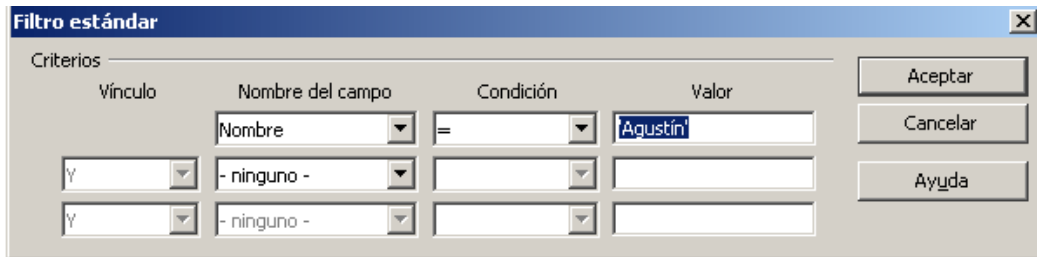 Filtro estándar
Criterios
Vínculo Nombre del campo Condición Valor
Aceptar
Nombre = 'Agustín'
Cancelar
Y - ninguno -
Ayuda
Y - ninguno -